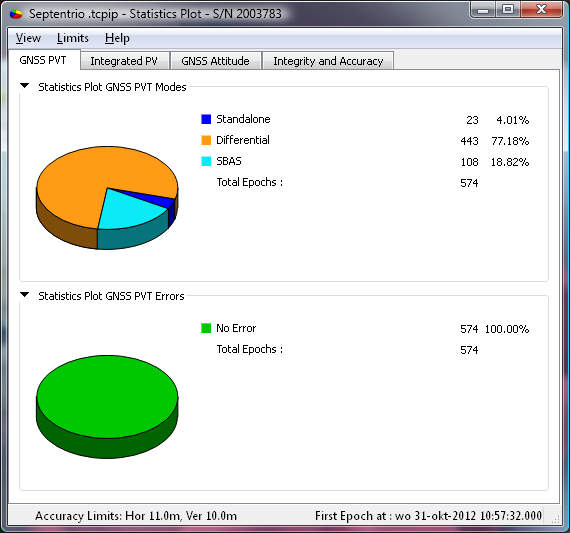 Septentrio .tcpip - Statistics Plot - S/N 2003783
View Limits Help
GNSS PVT Integrated PV GNSS Attitude Integrity and Accuracy
Statistics Plot GNSS PVT Modes
Standalone 23 4.01%
Differential 443 77.18%
SBAS 108 18.82%
Total Epochs : 574
Statistics Plot GNSS PVT Errors
No Error 574 100.00%
Total Epochs : 574
Accuracy Limits: Hor 11.0m, Ver 10.0m First Epoch at : wo 31-okt-2012 10:57:32.000